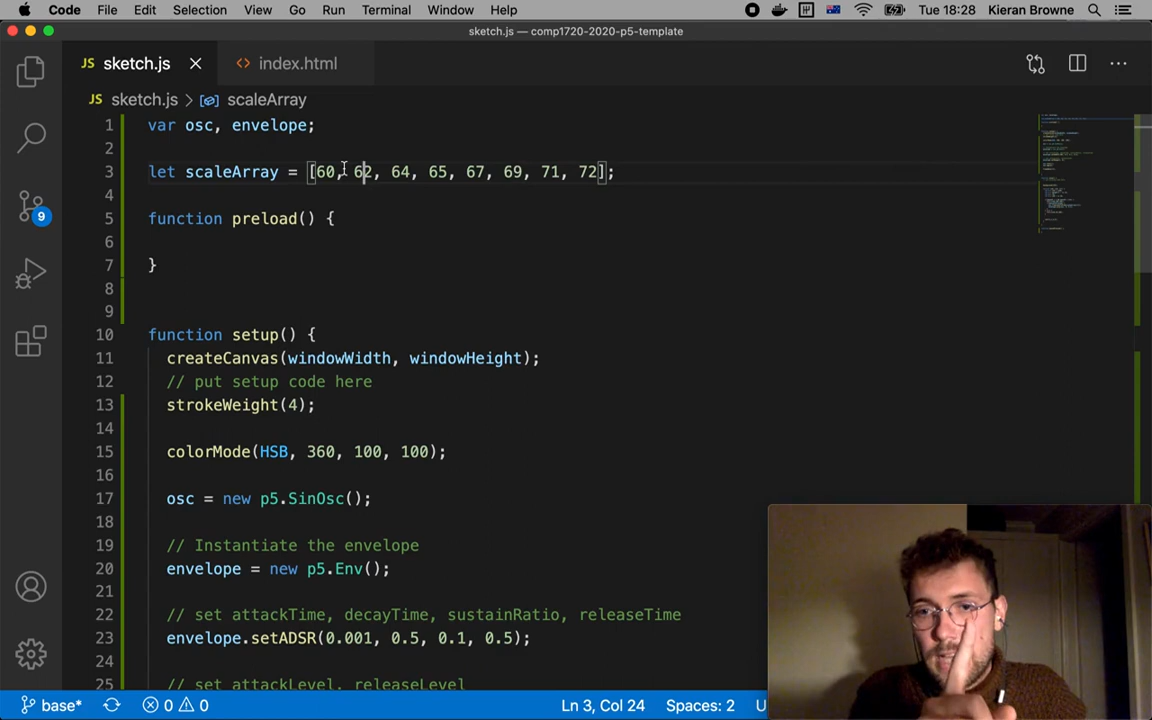 Code File Edit Selection View Go Run Terminal Window Help Tue 18:28 Kieran Browne
sketch.js — comp1720-2020-p5-template
JS sketch.js × <> index.html ...
JS sketch.js > scaleArray
1 var osc, envelope;
2
3 let scaleArray = [60, 62, 64, 65, 67, 69, 71, 72];
4
5 function preload() {
6
7 }
8
9
10 function setup() {
11 createCanvas(windowWidth, windowHeight);
12 // put setup code here
13 strokeWeight(4);
14
15 colorMode(HSB, 360, 100, 100);
16
17 osc = new p5.SinOsc();
18
19 // Instantiate the envelope
20 envelope = new p5.Env();
21
22 // set attackTime, decayTime, sustainRatio, releaseTime
23 envelope.setADSR(0.001, 0.5, 0.1, 0.5);
24
25 // set attackLevel, releaseLevel
9
base* 0 0 Ln 3, Col 24 Spaces: 2 U